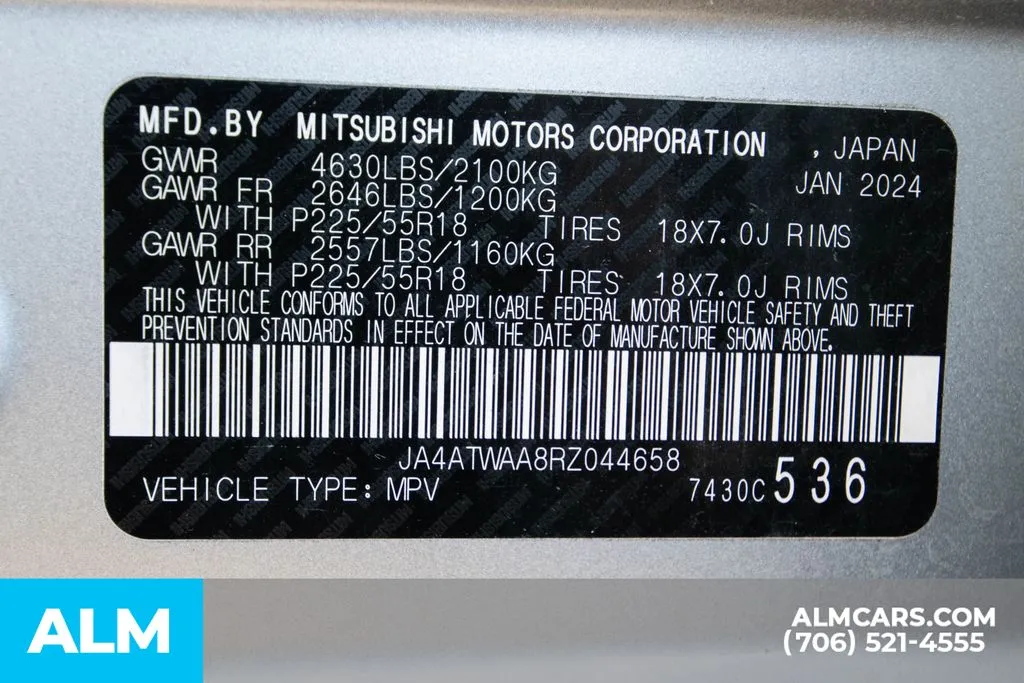 MFD.BY MITSUBISHI MOTORS CORPORATION , JAPAN
GVWR 4630LBS/2100KG JAN 2024
GAWR FR 2646LBS/1200KG
WITH P225/55R18 TIRES 18X7.0J RIMS
GAWR RR 2557LBS/1160KG
WITH P225/55R18 TIRES 18X7.0J RIMS
THIS VEHICLE CONFORMS TO ALL APPLICABLE FEDERAL MOTOR VEHICLE SAFETY AND THEFT
PREVENTION STANDARDS IN EFFECT ON THE DATE OF MANUFACTURE SHOWN ABOVE.
JA4ATWAA8RZ044658
VEHICLE TYPE: MPV 7430C 536
ALM
ALMCARS.COM
(706) 521-4555